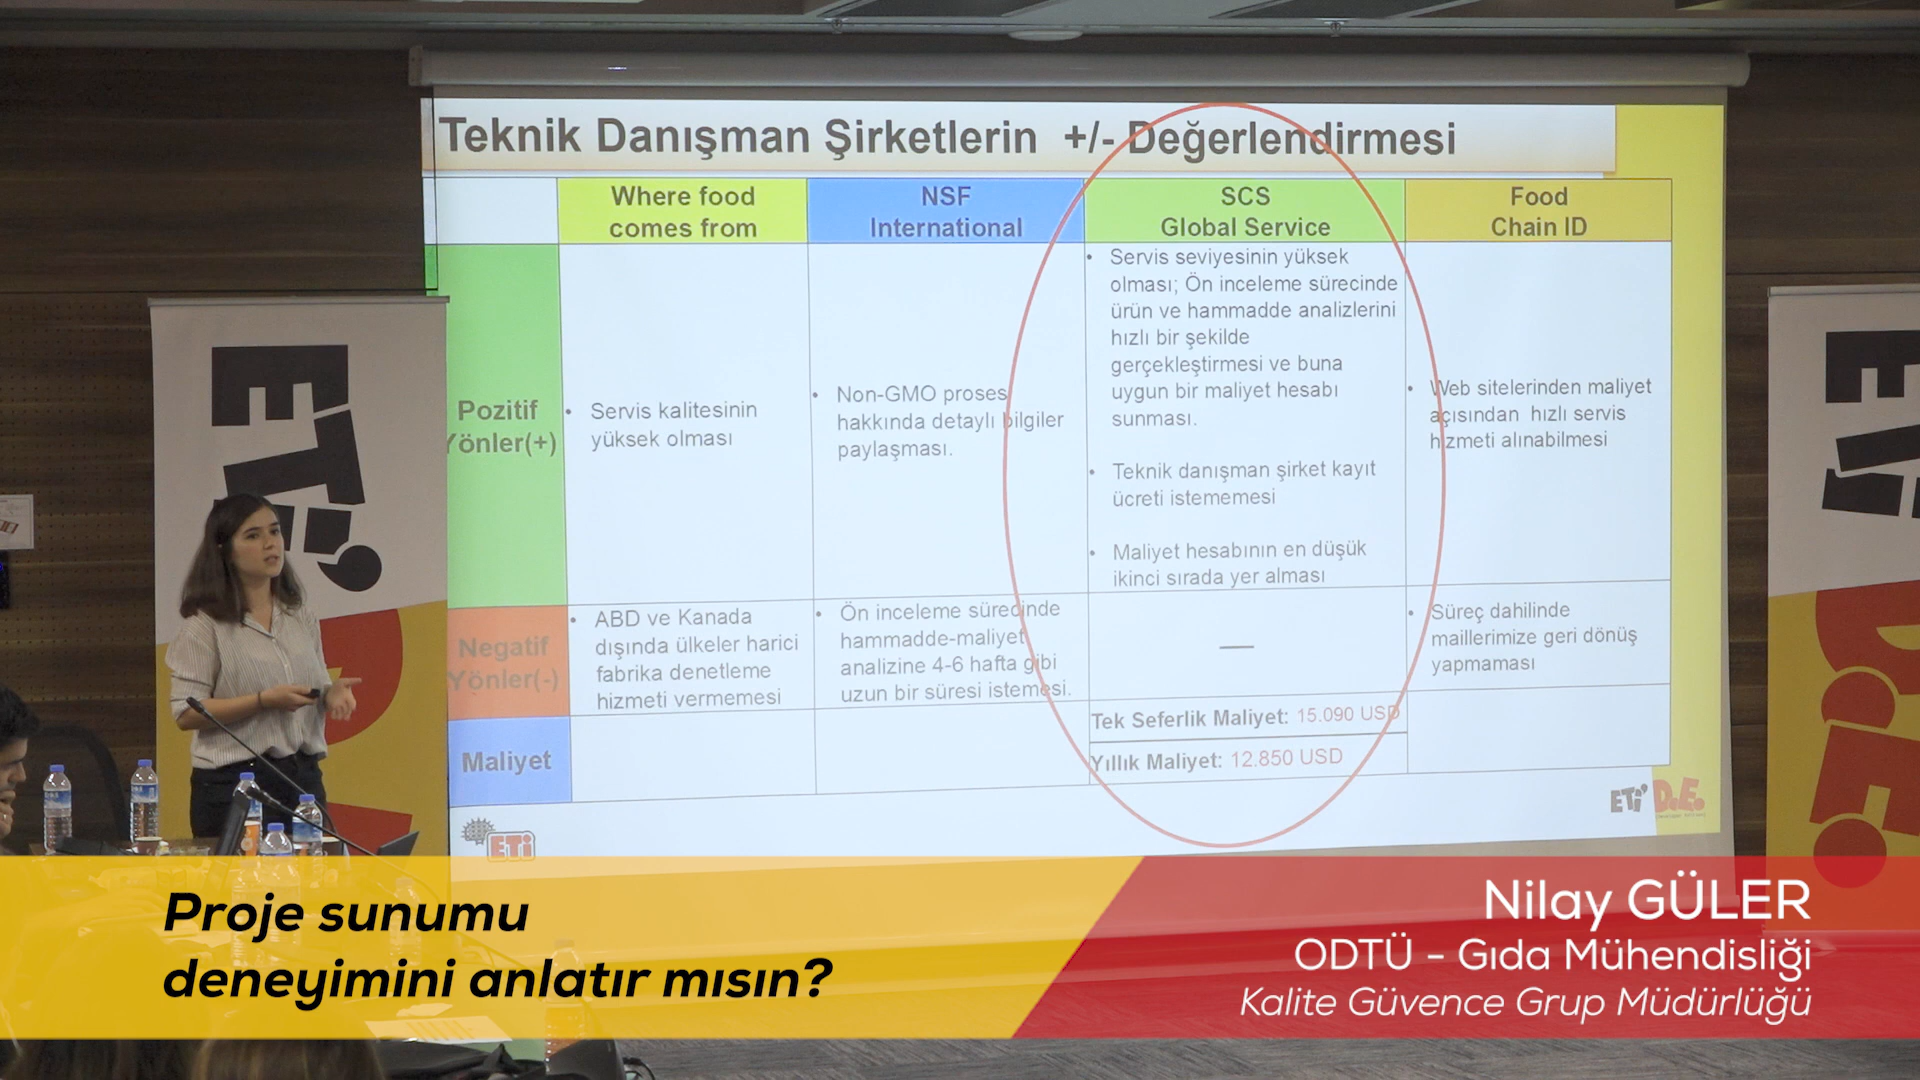 Teknik Danışman Şirketlerin +/- Değerlendirmesi
Where food
comes from
NSF
International
SCS
Global Service
Food
Chain ID
Pozitif
Yönler(+)
• Servis kalitesinin
yüksek olması
• Non-GMO proses
hakkında detaylı bilgiler
paylaşması.
• Servis seviyesinin yüksek
olması; Ön inceleme sürecinde
ürün ve hammadde analizlerini
hızlı bir şekilde
gerçekleştirmesi ve buna
uygun bir maliyet hesabı
sunması.
• Teknik danışman şirket kayıt
ücreti istememesi
• Maliyet hesabının en düşük
ikinci sırada yer alması
• Web sitelerinden maliyet
açısından hızlı servis
hizmeti alınabilmesi
Negatif
Yönler(-)
• ABD ve Kanada
dışında ülkeler harici
fabrika denetleme
hizmeti vermemesi
• Ön inceleme sürecinde
hammadde-maliyet
analizine 4-6 hafta gibi
uzun bir süresi istemesi.
—
• Süreç dahilinde
maillerimize geri dönüş
yapmaması
Maliyet
Tek Seferlik Maliyet: 15.090 USD
Yıllık Maliyet: 12.850 USD
ETİ
ETİ D.E.
ETİ
D.E.
ETİ
D.E.
Proje sunumu
deneyimini anlatır mısın?
Nilay GÜLER
ODTÜ - Gıda Mühendisliği
Kalite Güvence Grup Müdürlüğü